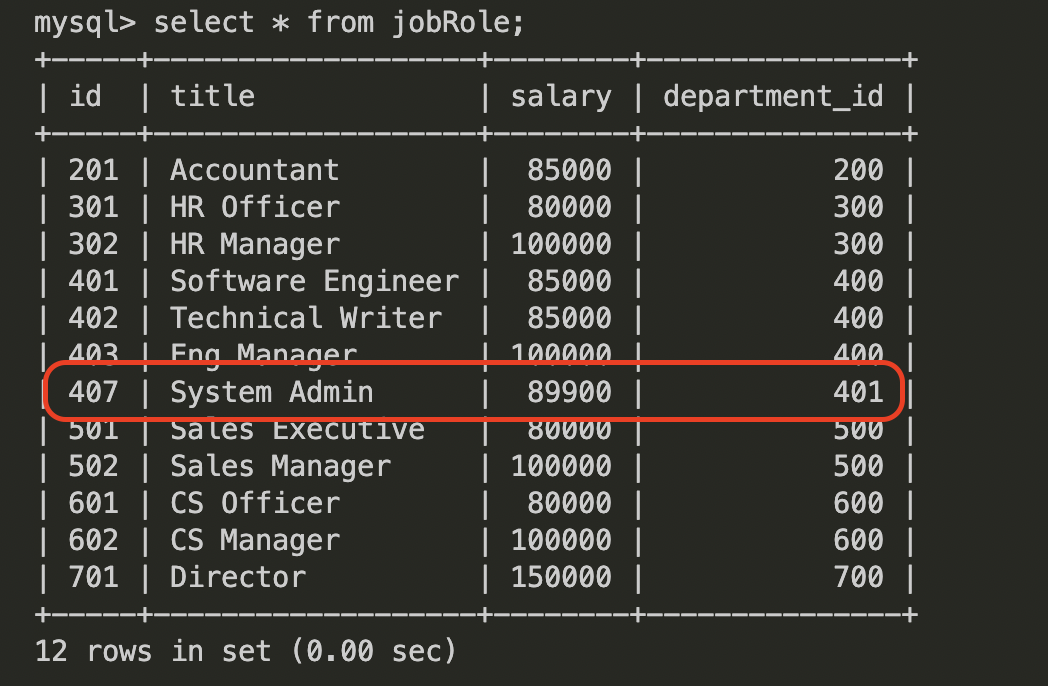 mysql> select * from jobRole;
+-----+-------------------+--------+---------------+
| id  | title             | salary | department_id |
+-----+-------------------+--------+---------------+
| 201 | Accountant        |  85000 |           200 |
| 301 | HR Officer        |  80000 |           300 |
| 302 | HR Manager        | 100000 |           300 |
| 401 | Software Engineer |  85000 |           400 |
| 402 | Technical Writer  |  85000 |           400 |
| 403 | Eng Manager       | 100000 |           400 |
| 407 | System Admin      |  89900 |           401 |
| 501 | Sales Executive   |  80000 |           500 |
| 502 | Sales Manager     | 100000 |           500 |
| 601 | CS Officer        |  80000 |           600 |
| 602 | CS Manager        | 100000 |           600 |
| 701 | Director          | 150000 |           700 |
+-----+-------------------+--------+---------------+
12 rows in set (0.00 sec)